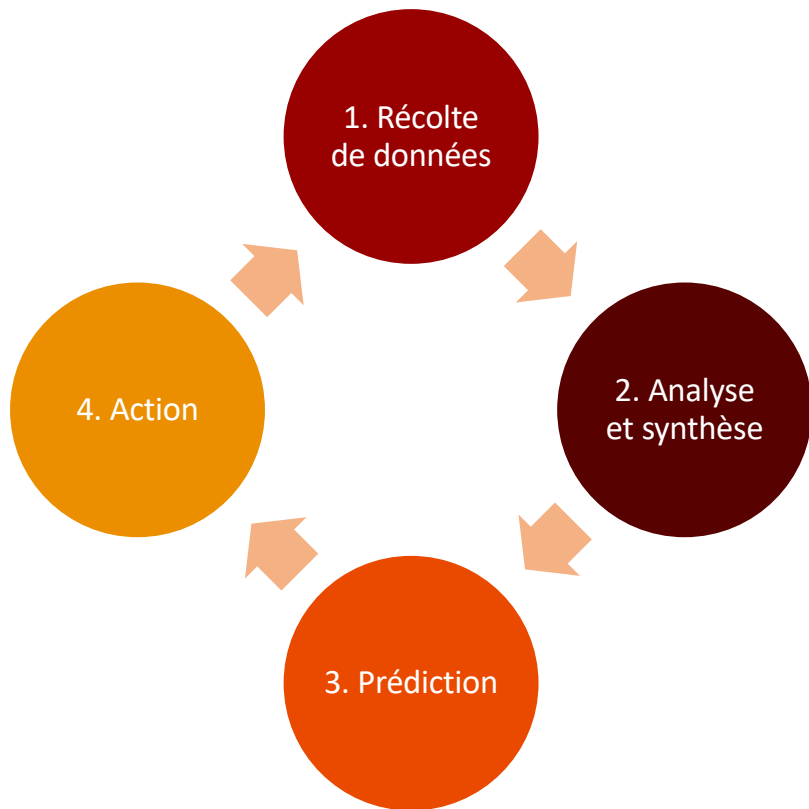 1. Récolte
de données
2. Analyse
et synthèse
3. Prédiction
4. Action